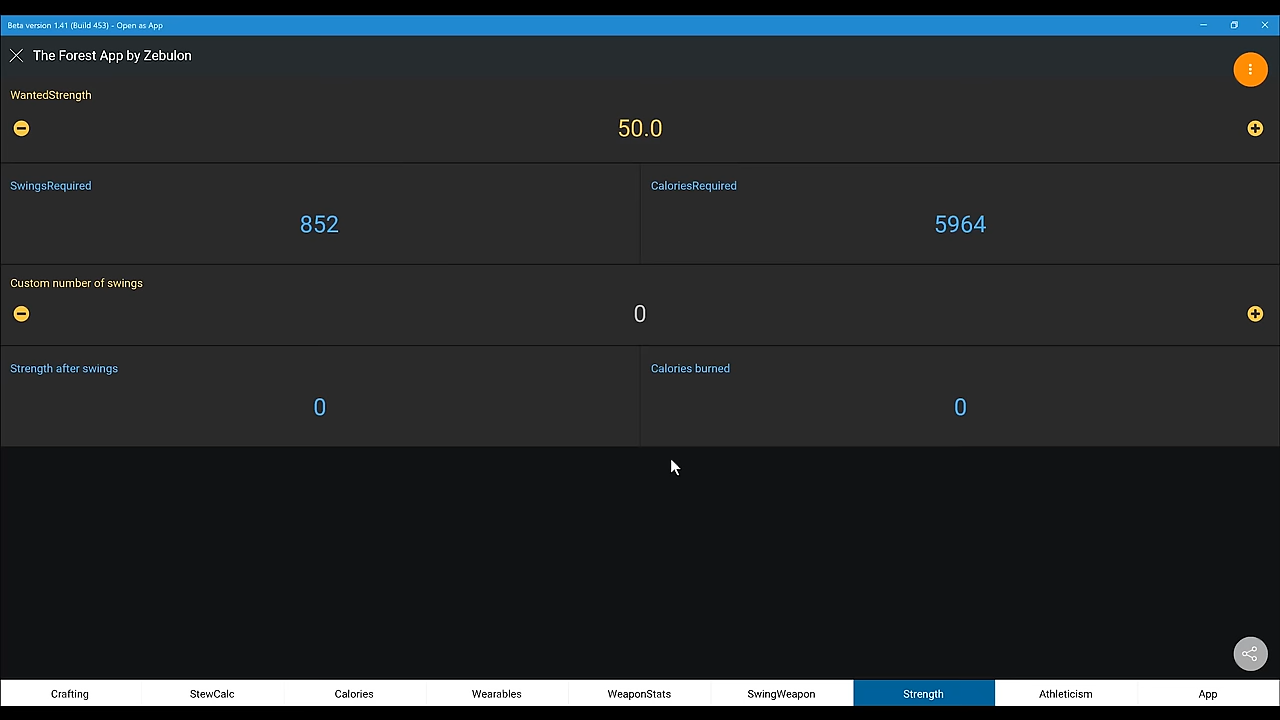 Beta version 1.41 (Build 453) - Open as App
The Forest App by Zebulon
WantedStrength
50.0
SwingsRequired CaloriesRequired
852 5964
Custom number of swings
0
Strength after swings Calories burned
0 0
Crafting StewCalc Calories Wearables WeaponStats SwingWeapon Strength Athleticism App